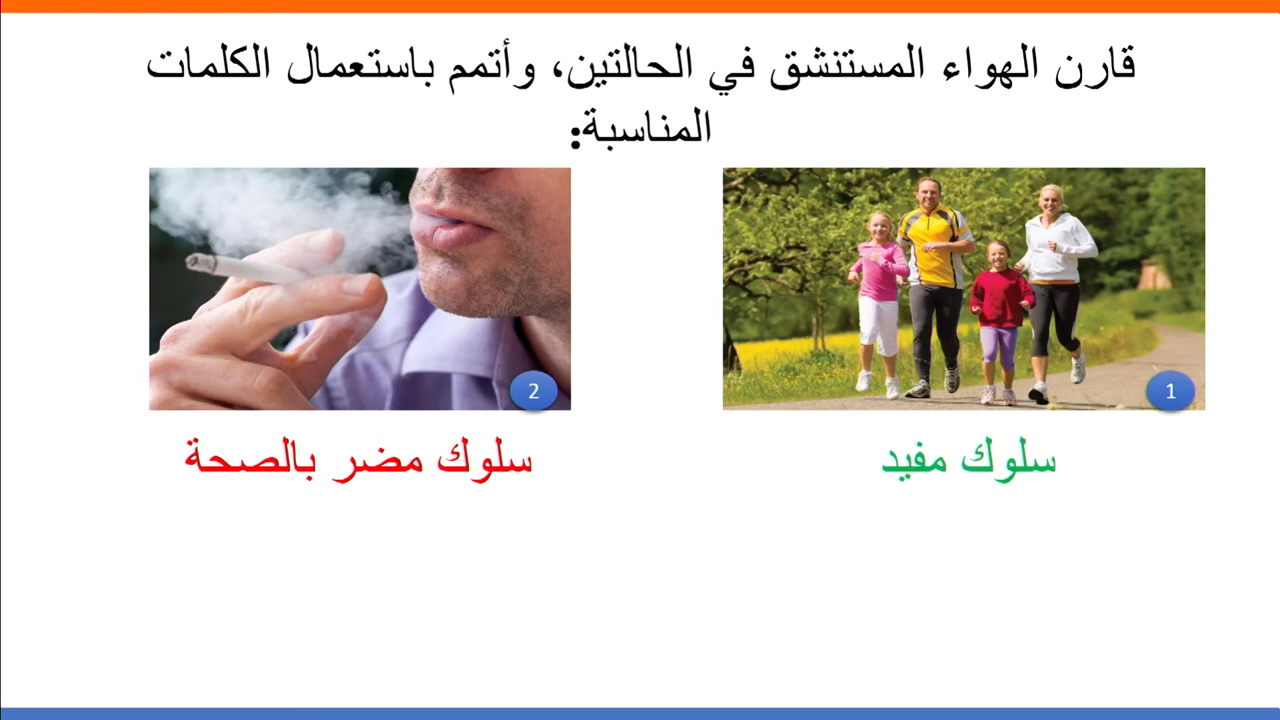 قارن الهواء المستنشق في الحالتين، وأتمم باستعمال الكلمات
المناسبة:
1
2
سلوك مفيد
سلوك مضر بالصحة